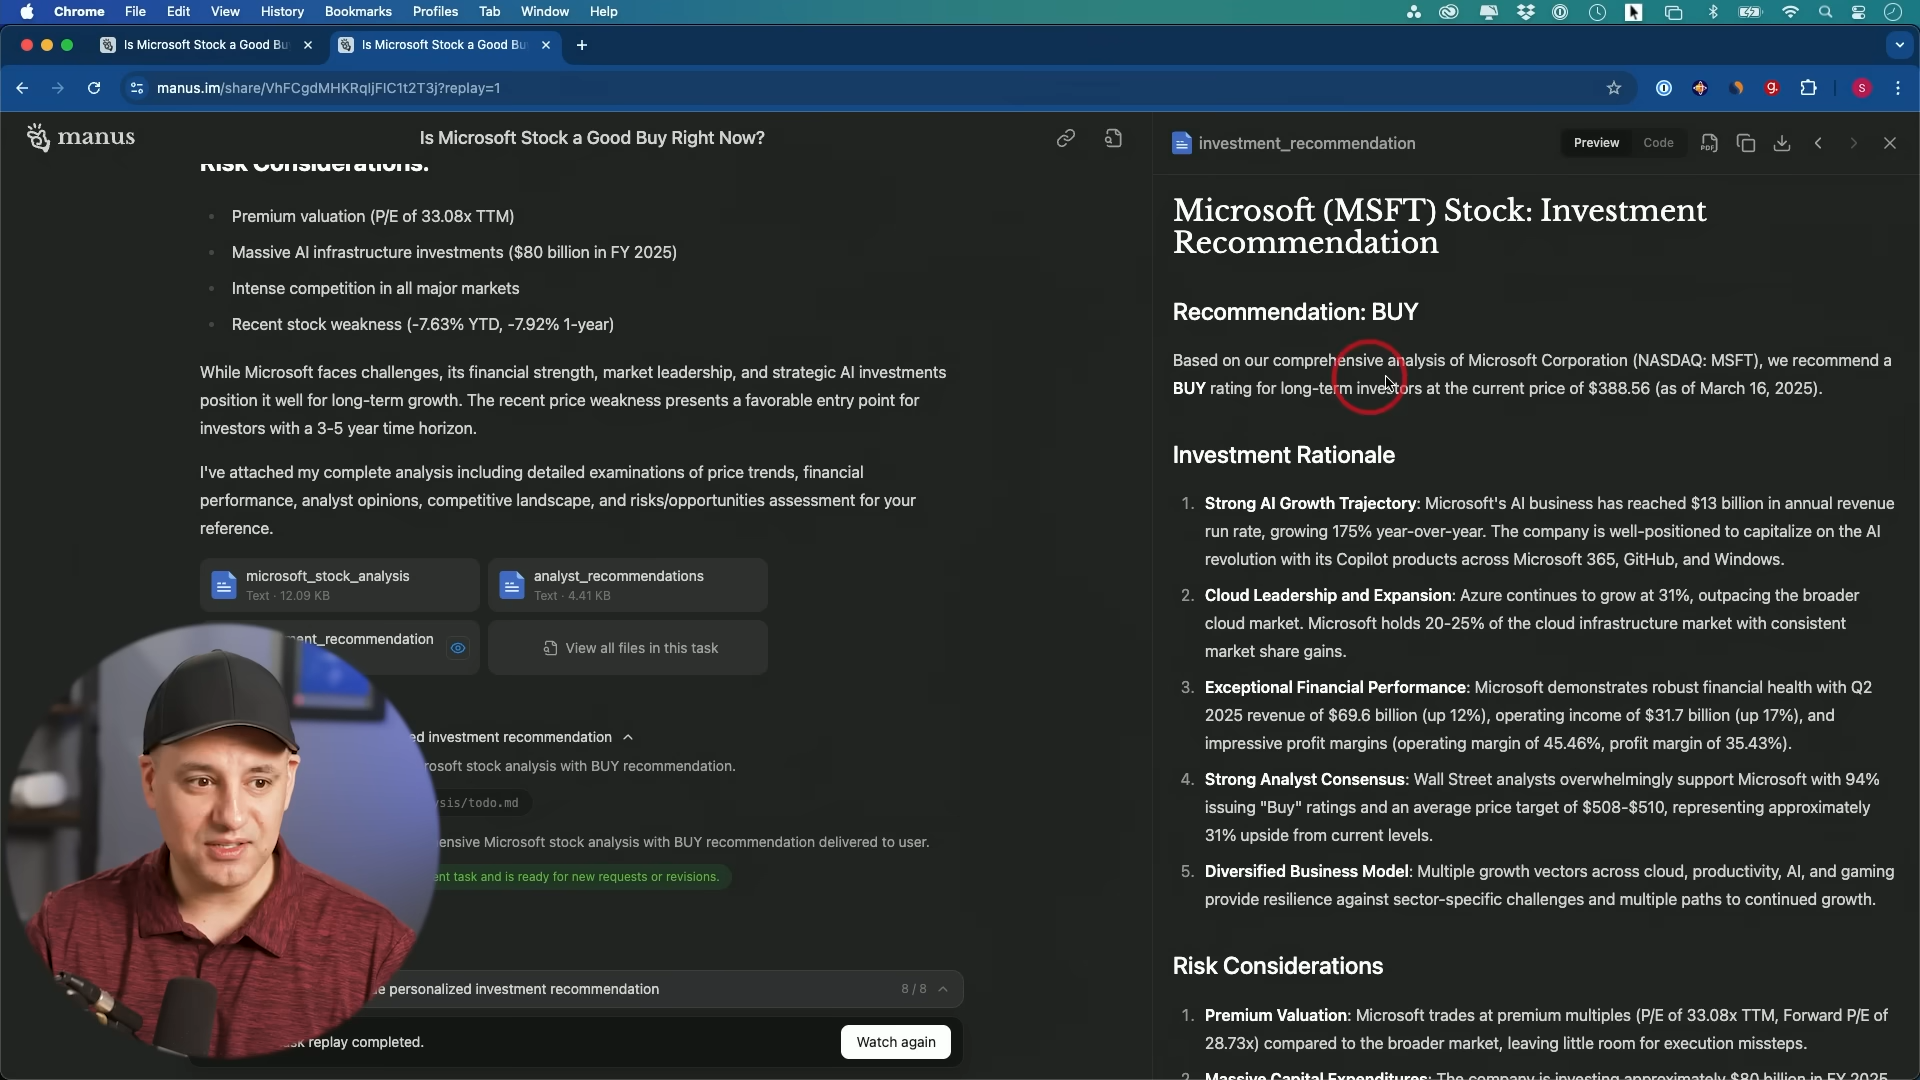 Chrome File Edit View History Bookmarks Profiles Tab Window Help
Is Microsoft Stock a Good Bu
Is Microsoft Stock a Good Bu
manus.im/share/VhFCgdMHKRqIjFIC1t2T3j?replay=1
S
manus
Is Microsoft Stock a Good Buy Right Now?
Risk Considerations:
Premium valuation (P/E of 33.08x TTM)
Massive AI infrastructure investments ($80 billion in FY 2025)
Intense competition in all major markets
Recent stock weakness (-7.63% YTD, -7.92% 1-year)
While Microsoft faces challenges, its financial strength, market leadership, and strategic AI investments
position it well for long-term growth. The recent price weakness presents a favorable entry point for
investors with a 3-5 year time horizon.
I've attached my complete analysis including detailed examinations of price trends, financial
performance, analyst opinions, competitive landscape, and risks/opportunities assessment for your
reference.
microsoft_stock_analysis
Text · 12.09 KB
analyst_recommendations
Text · 4.41 KB
ent_recommendation
View all files in this task
ed investment recommendation
rosoft stock analysis with BUY recommendation.
ysis/todo.md
ensive Microsoft stock analysis with BUY recommendation delivered to user.
ent task and is ready for new requests or revisions.
e personalized investment recommendation
8 / 8
sk replay completed.
Watch again
investment_recommendation
Preview
Code
PDF
Microsoft (MSFT) Stock: Investment
Recommendation
Recommendation: BUY
Based on our comprehensive analysis of Microsoft Corporation (NASDAQ: MSFT), we recommend a
BUY rating for long-term investors at the current price of $388.56 (as of March 16, 2025).
Investment Rationale
1. Strong AI Growth Trajectory: Microsoft's AI business has reached $13 billion in annual revenue
run rate, growing 175% year-over-year. The company is well-positioned to capitalize on the AI
revolution with its Copilot products across Microsoft 365, GitHub, and Windows.
2. Cloud Leadership and Expansion: Azure continues to grow at 31%, outpacing the broader
cloud market. Microsoft holds 20-25% of the cloud infrastructure market with consistent
market share gains.
3. Exceptional Financial Performance: Microsoft demonstrates robust financial health with Q2
2025 revenue of $69.6 billion (up 12%), operating income of $31.7 billion (up 17%), and
impressive profit margins (operating margin of 45.46%, profit margin of 35.43%).
4. Strong Analyst Consensus: Wall Street analysts overwhelmingly support Microsoft with 94%
issuing "Buy" ratings and an average price target of $508-$510, representing approximately
31% upside from current levels.
5. Diversified Business Model: Multiple growth vectors across cloud, productivity, AI, and gaming
provide resilience against sector-specific challenges and multiple paths to continued growth.
Risk Considerations
1. Premium Valuation: Microsoft trades at premium multiples (P/E of 33.08x TTM, Forward P/E of
28.73x) compared to the broader market, leaving little room for execution missteps.
2. Massive Capital Expenditures: The company is investing approximately $80 billion in FY 2025